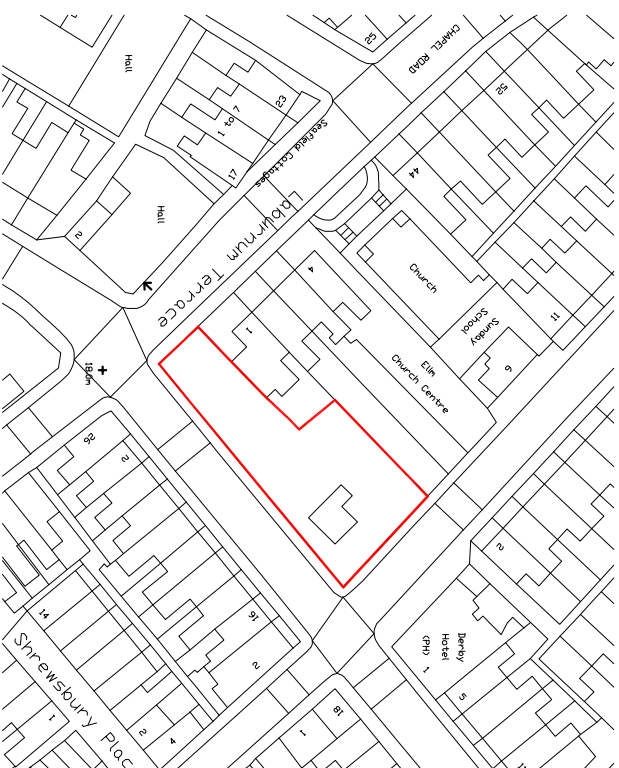 25
CHAPEL ROAD
Hall
52
23
1 to 7
Seafield Cottages
17
44
Hall
Laburnum Terrace
2
Church
4
Sunday
School
11
1
Elm
Church Centre
9
18.0m
26
2
2
14
16
2
Derby
Hotel
(PH)
1
5
Shrewsbury Plac
1
2
4
18
1